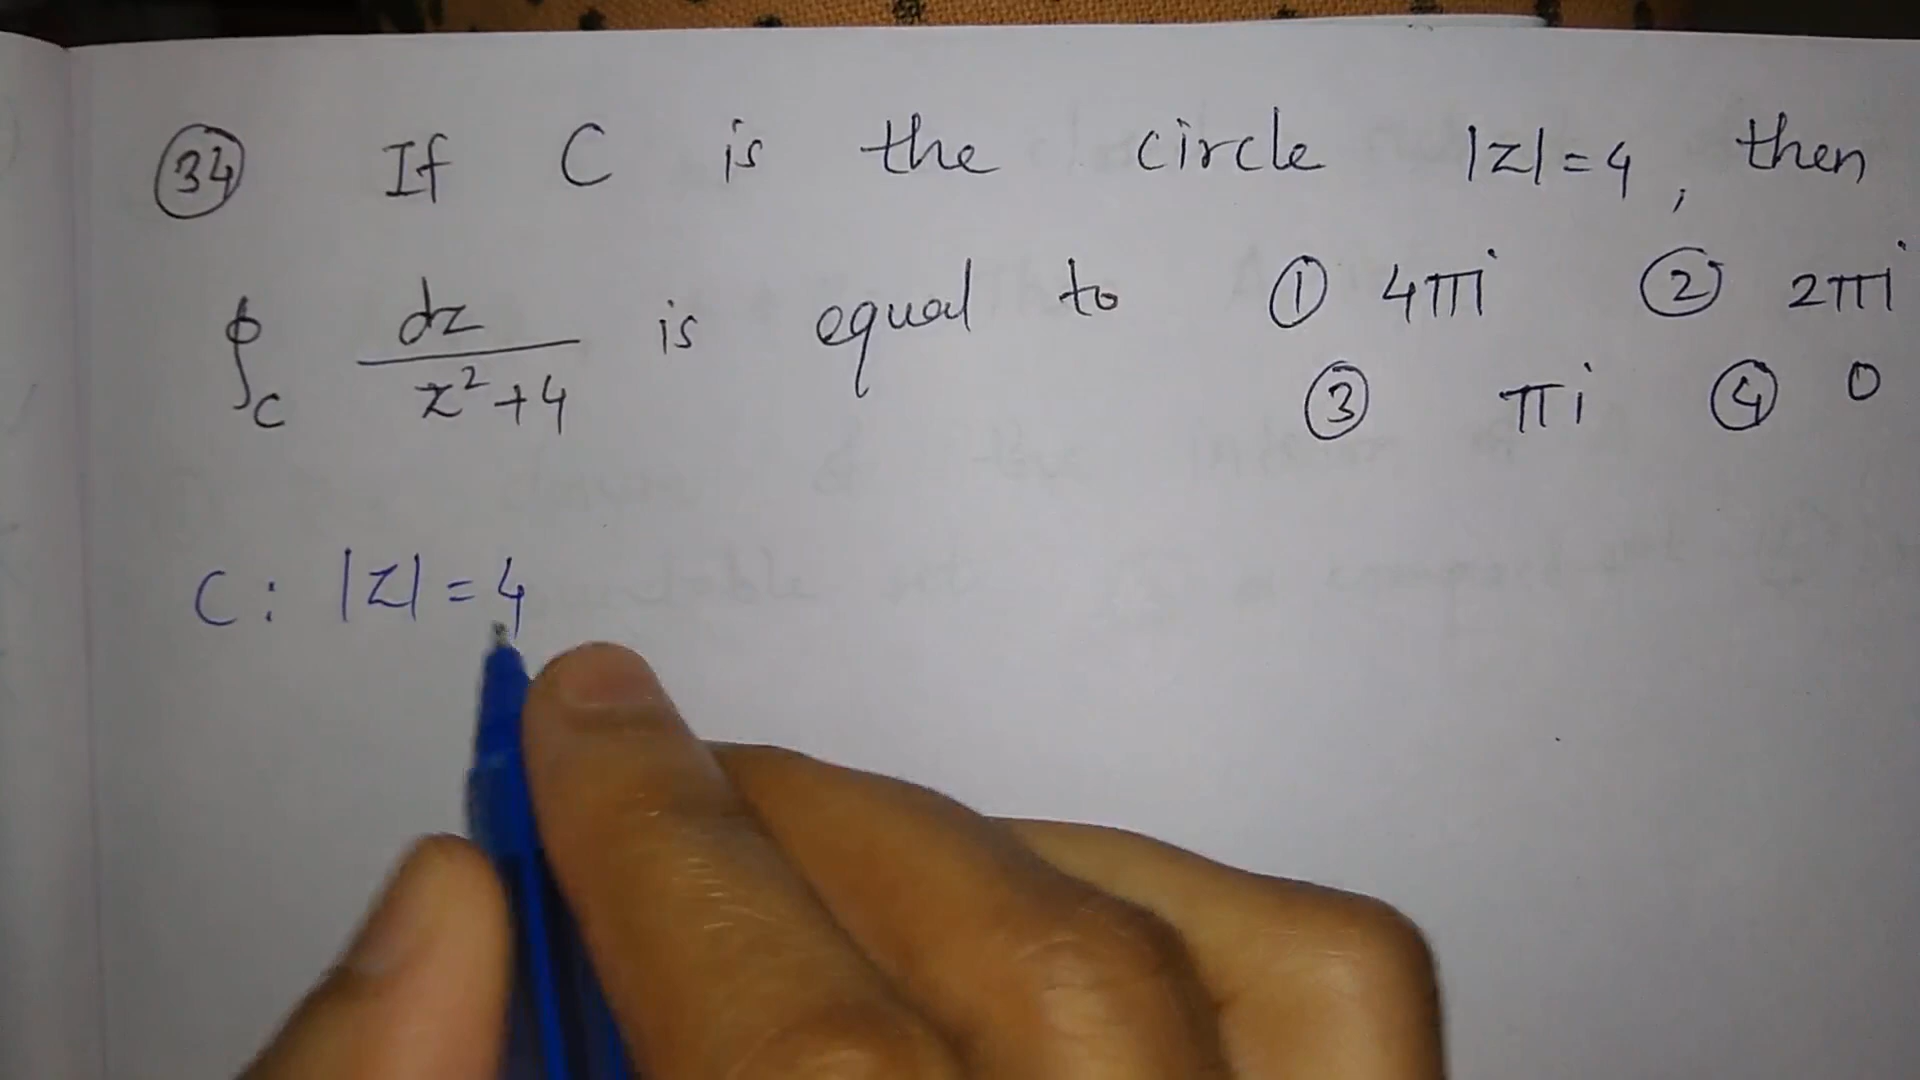 34 If C is the circle |z|=4, then
∮C dz/z²+4 is equal to ① 4πi ② 2πi
③ πi ④ 0
C: |z|=4